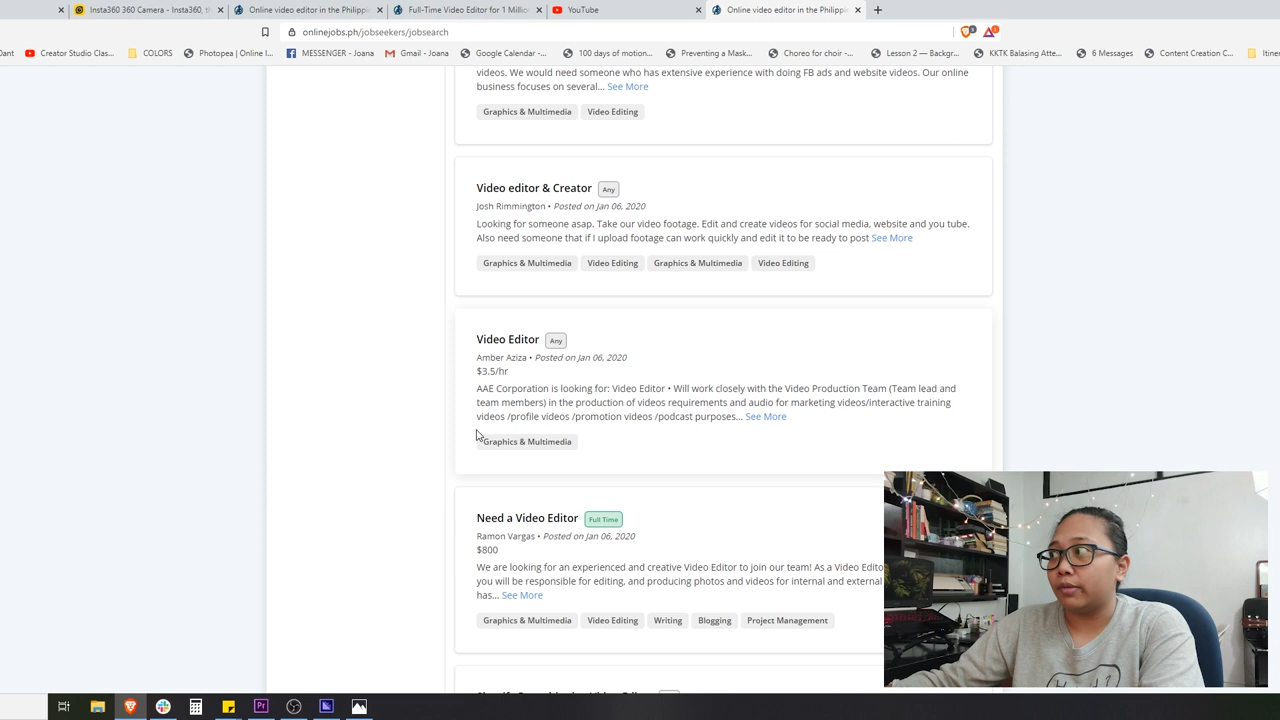 Insta360 360 Camera - Insta360, th
Online video editor in the Philippi
Full-Time Video Editor for 1 Millio
YouTube
Online video editor in the Philippi
onlinejobs.ph/jobseekers/jobsearch
Dant
Creator Studio Clas...
COLORS
Photopea | Online I...
MESSENGER - Joana
Gmail - Joana
Google Calendar -...
100 days of motion...
Preventing a Mask...
Choreo for choir -...
Lesson 2 — Backgr...
KKTK Balasing Atte...
6 Messages
Content Creation C...
videos. We would need someone who has extensive experience with doing FB ads and website videos. Our online
business focuses on several... See More
Graphics & Multimedia Video Editing
Video editor & Creator Any
Josh Rimmington • Posted on Jan 06, 2020
Looking for someone asap. Take our video footage. Edit and create videos for social media, website and you tube.
Also need someone that if I upload footage can work quickly and edit it to be ready to post See More
Graphics & Multimedia Video Editing Graphics & Multimedia Video Editing
Video Editor Any
Amber Aziza • Posted on Jan 06, 2020
$3.5/hr
AAE Corporation is looking for: Video Editor • Will work closely with the Video Production Team (Team lead and
team members) in the production of videos requirements and audio for marketing videos/interactive training
videos /profile videos /promotion videos /podcast purposes... See More
Graphics & Multimedia
Need a Video Editor Full Time
Ramon Vargas • Posted on Jan 06, 2020
$800
We are looking for an experienced and creative Video Editor to join our team! As a Video Edito
you will be responsible for editing, and producing photos and videos for internal and external
has... See More
Graphics & Multimedia Video Editing Writing Blogging Project Management